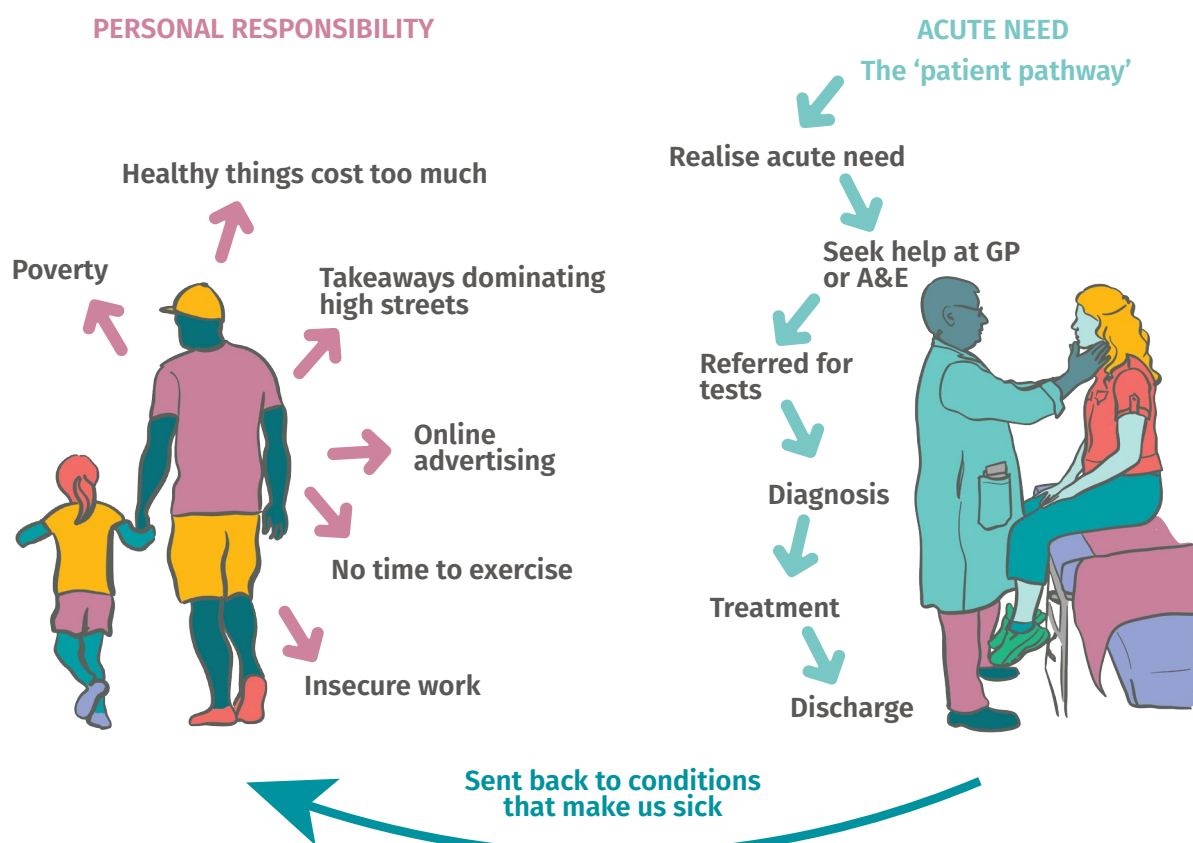 PERSONAL RESPONSIBILITY
Healthy things cost too much
Poverty
Takeaways dominating
high streets
Online
advertising
No time to exercise
Insecure work
ACUTE NEED
The ‘patient pathway’
Realise acute need
Seek help at GP
or A&E
Referred for
tests
Diagnosis
Treatment
Discharge
Sent back to conditions
that make us sick